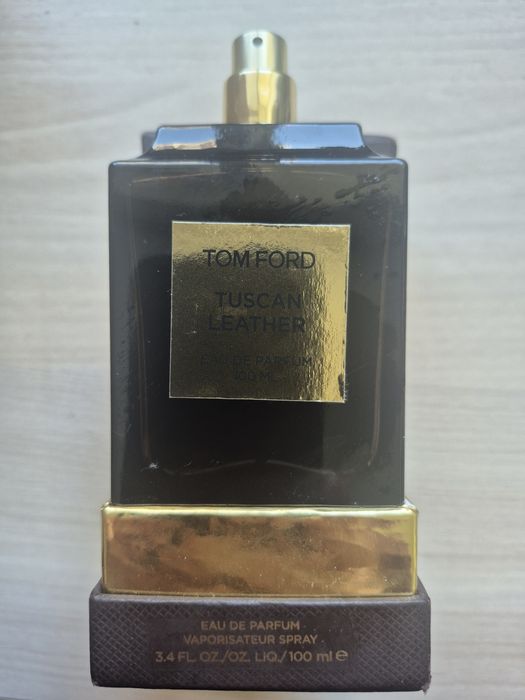 TOM FORD
TUSCAN
LEATHER
EAU DE PARFUM
100 ML
EAU DE PARFUM
VAPORISATEUR SPRAY
3.4 FL. OZ./OZ. LIQ./100 ml ℮